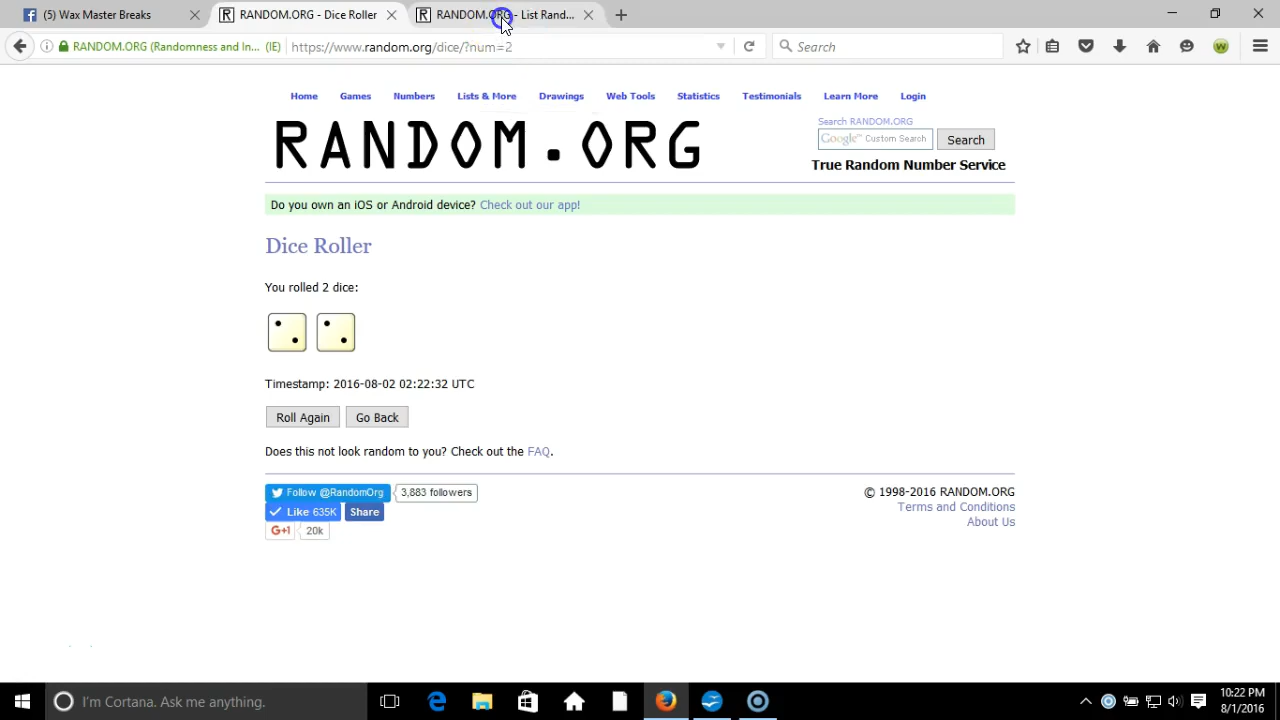 (5) Wax Master Breaks
RANDOM.ORG - Dice Roller
RANDOM.ORG - List Rand...
RANDOM.ORG (Randomness and In... (IE)
https://www.random.org/dice/?num=2
Search
Home Games Numbers Lists & More Drawings Web Tools Statistics Testimonials Learn More Login
RANDOM.ORG
Search RANDOM.ORG
Google™ Custom Search
Search
True Random Number Service
Do you own an iOS or Android device? Check out our app!
Dice Roller
You rolled 2 dice:
Timestamp: 2016-08-02 02:22:32 UTC
Roll Again Go Back
Does this not look random to you? Check out the FAQ.
Follow @RandomOrg 3,883 followers
Like 635K Share
G+1 20k
© 1998-2016 RANDOM.ORG
Terms and Conditions
About Us
I'm Cortana. Ask me anything.
10:22 PM
8/1/2016